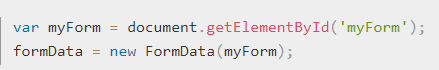 var myForm = document.getElementById('myForm');
formData = new FormData(myForm);